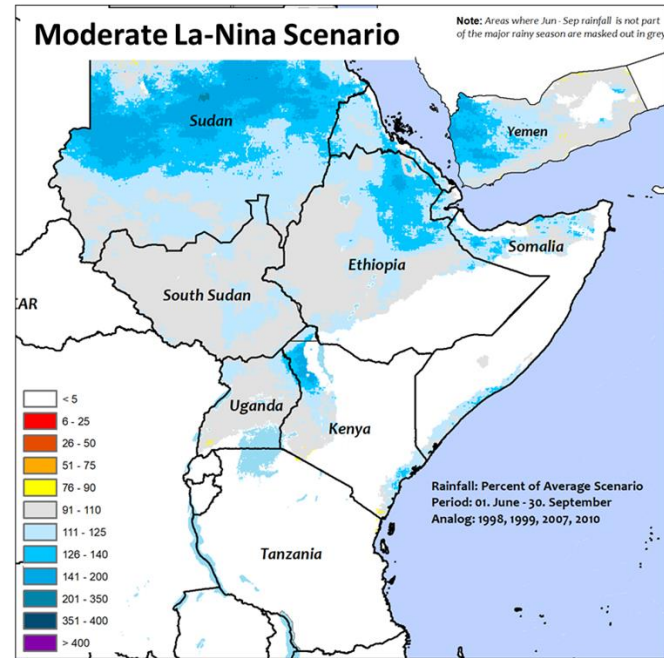 Moderate La-Nina Scenario
Note: Areas where Jun - Sep rainfall is not part
of the major rainy season are masked out in grey
Sudan
Yemen
Ethiopia
Somalia
South Sudan
CAR
Uganda
Kenya
Tanzania
< 5
6 - 25
26 - 50
51 - 75
76 - 90
91 - 110
111 - 125
126 - 140
141 - 200
201 - 350
351 - 400
> 400
Rainfall: Percent of Average Scenario
Period: 01. June - 30. September
Analog: 1998, 1999, 2007, 2010